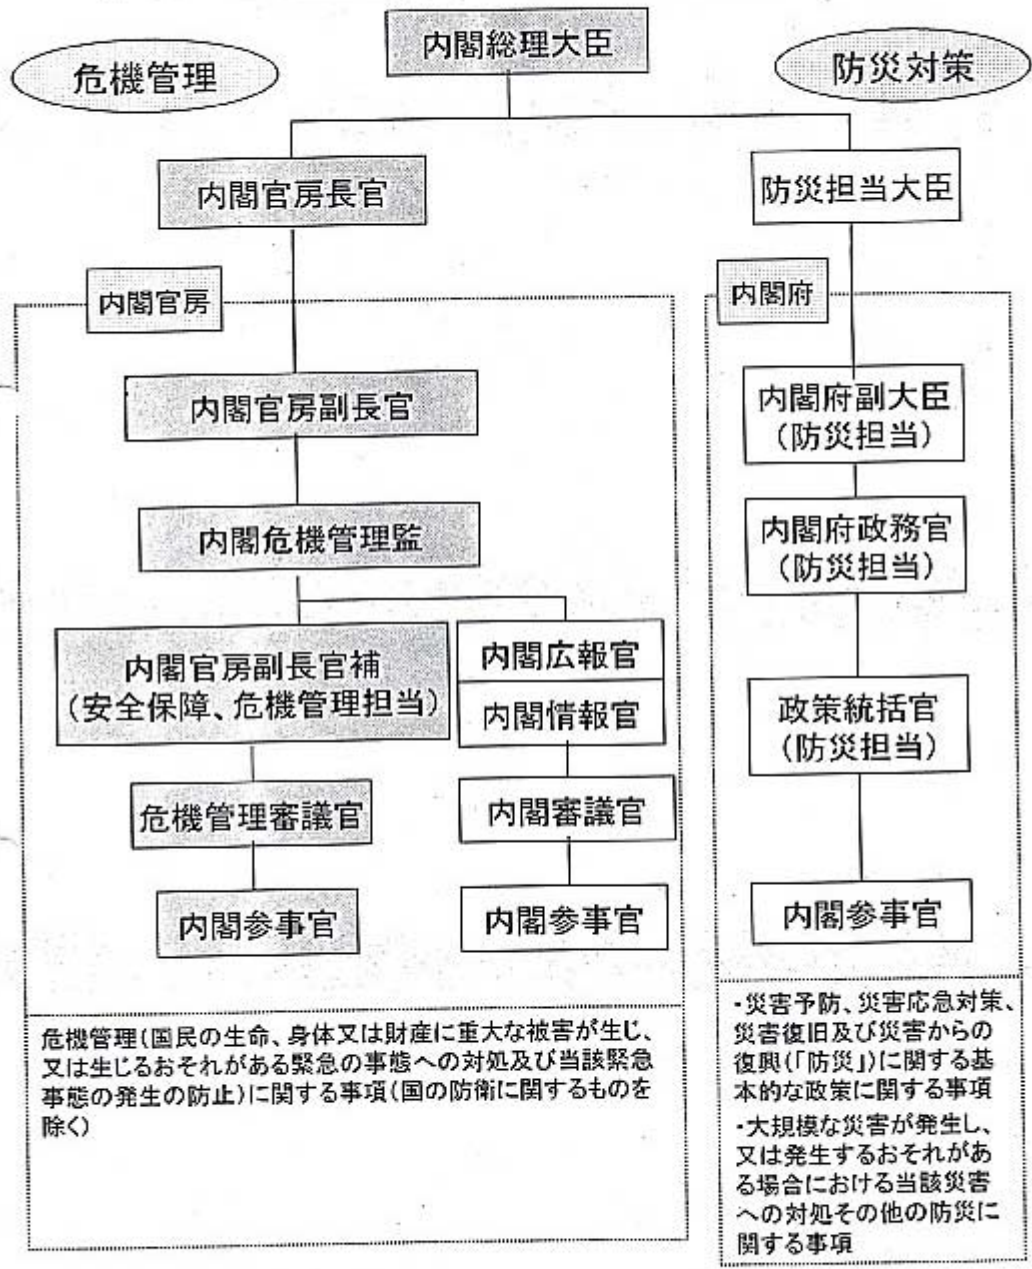 内閣総理大臣
危機管理
防災対策
内閣官房長官
防災担当大臣
内閣官房
内閣府
内閣官房副長官
内閣府副大臣
(防災担当)
内閣危機管理監
内閣府政務官
(防災担当)
内閣官房副長官補
(安全保障、危機管理担当)
内閣広報官
内閣情報官
政策統括官
(防災担当)
危機管理審議官
内閣審議官
内閣参事官
内閣参事官
内閣参事官
危機管理(国民の生命、身体又は財産に重大な被害が生じ、
又は生じるおそれがある緊急の事態への対処及び当該緊急
事態の発生の防止)に関する事項(国の防衛に関するものを
除く)
・災害予防、災害応急対策、
災害復旧及び災害からの
復興(「防災」)に関する基
本的な政策に関する事項
・大規模な災害が発生し、
又は発生するおそれがあ
る場合における当該災害
への対処その他の防災に
関する事項